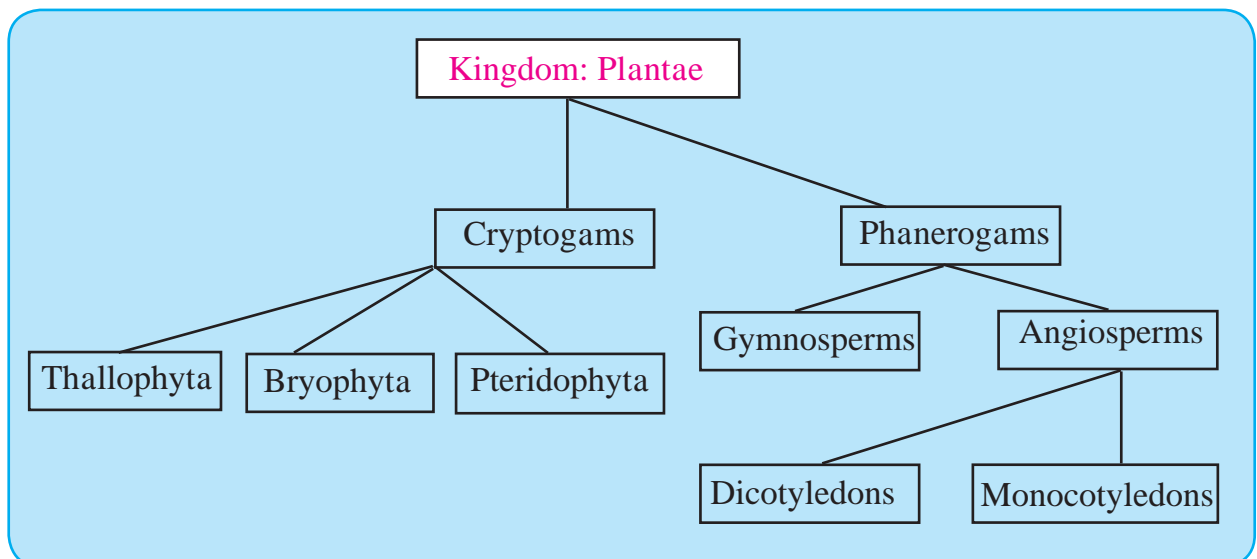 Kingdom: Plantae
Cryptogams
Phanerogams
Gymnosperms
Angiosperms
Thallophyta
Bryophyta
Pteridophyta
Dicotyledons
Monocotyledons